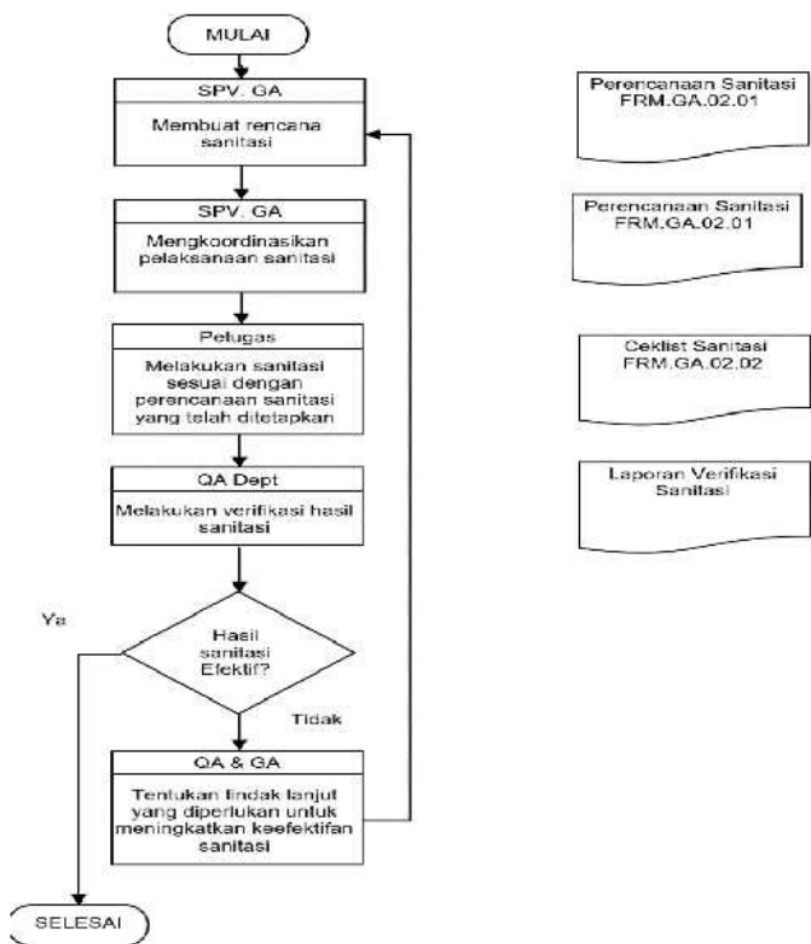 MULAI
SPV. GA
Membuat rencana
sanitasi
Perencanaan Sanitasi
FRM.GA.02.01
SPV. GA
Mengkoordinasikan
pelaksanaan sanitasi
Perencanaan Sanitasi
FRM.GA.02.01
Petugas
Melakukan sanitasi
sesuai dengan
perencanaan sanitasi
yang telah ditetapkan
Ceklist Sanitasi
FRM.GA.02.02
QA Dept
Melakukan verifikasi hasil
sanitasi
Laporan Verifikasi
Sanitasi
Ya
Hasil
sanitasi
Efektif?
Tidak
QA & GA
Tentukan tindak lanjut
yang diperlukan untuk
meningkatkan keefektifan
sanitasi
SELESAI